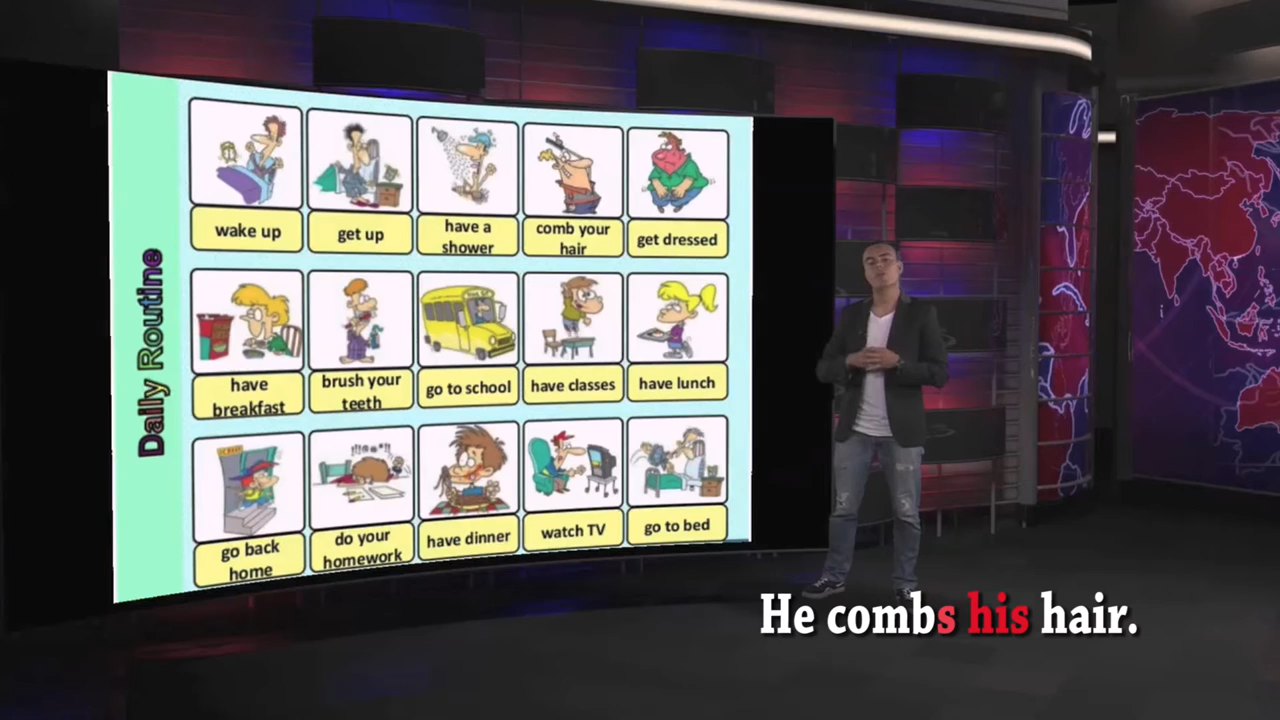 Daily Routine
wake up
get up
have a
shower
comb your
hair
get dressed
have
breakfast
brush your
teeth
go to school
have classes
have lunch
go back
home
!!!@*!!
do your
homework
have dinner
watch TV
go to bed
He combs his hair.